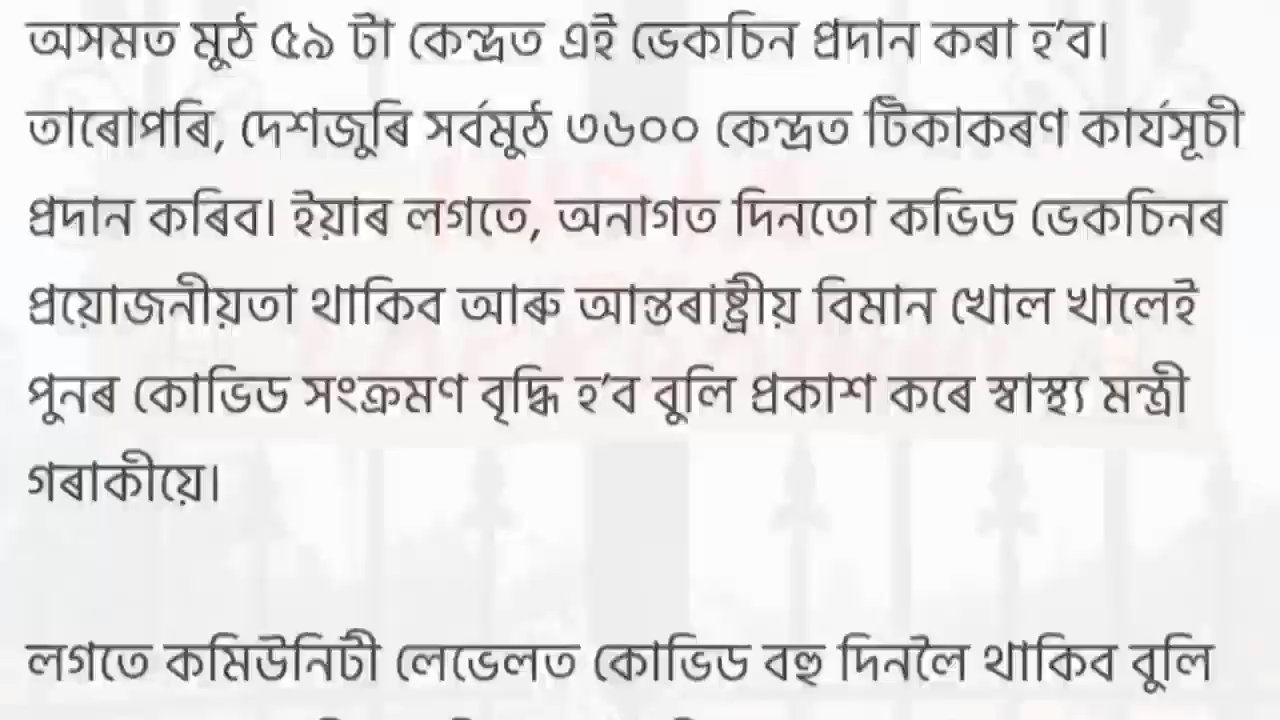 অসমত মুঠ ৫৯ টা কেন্দ্ৰত এই ভেকচিন প্ৰদান কৰা হ’ব।
তাৰোপৰি, দেশজুৰি সৰ্বমুঠ ৩৬০০ কেন্দ্ৰত টিকাকৰণ কাৰ্যসূচী
প্ৰদান কৰিব। ইয়াৰ লগতে, অনাগত দিনতো কভিড ভেকচিনৰ
প্ৰয়োজনীয়তা থাকিব আৰু আন্তৰাষ্ট্ৰীয় বিমান খোল খালেই
পুনৰ কোভিড সংক্ৰমণ বৃদ্ধি হ’ব বুলি প্ৰকাশ কৰে স্বাস্থ্য মন্ত্ৰী
গৰাকীয়ে।
লগতে কমিউনিটী লেভেলত কোভিড বহু দিনলৈ থাকিব বুলি